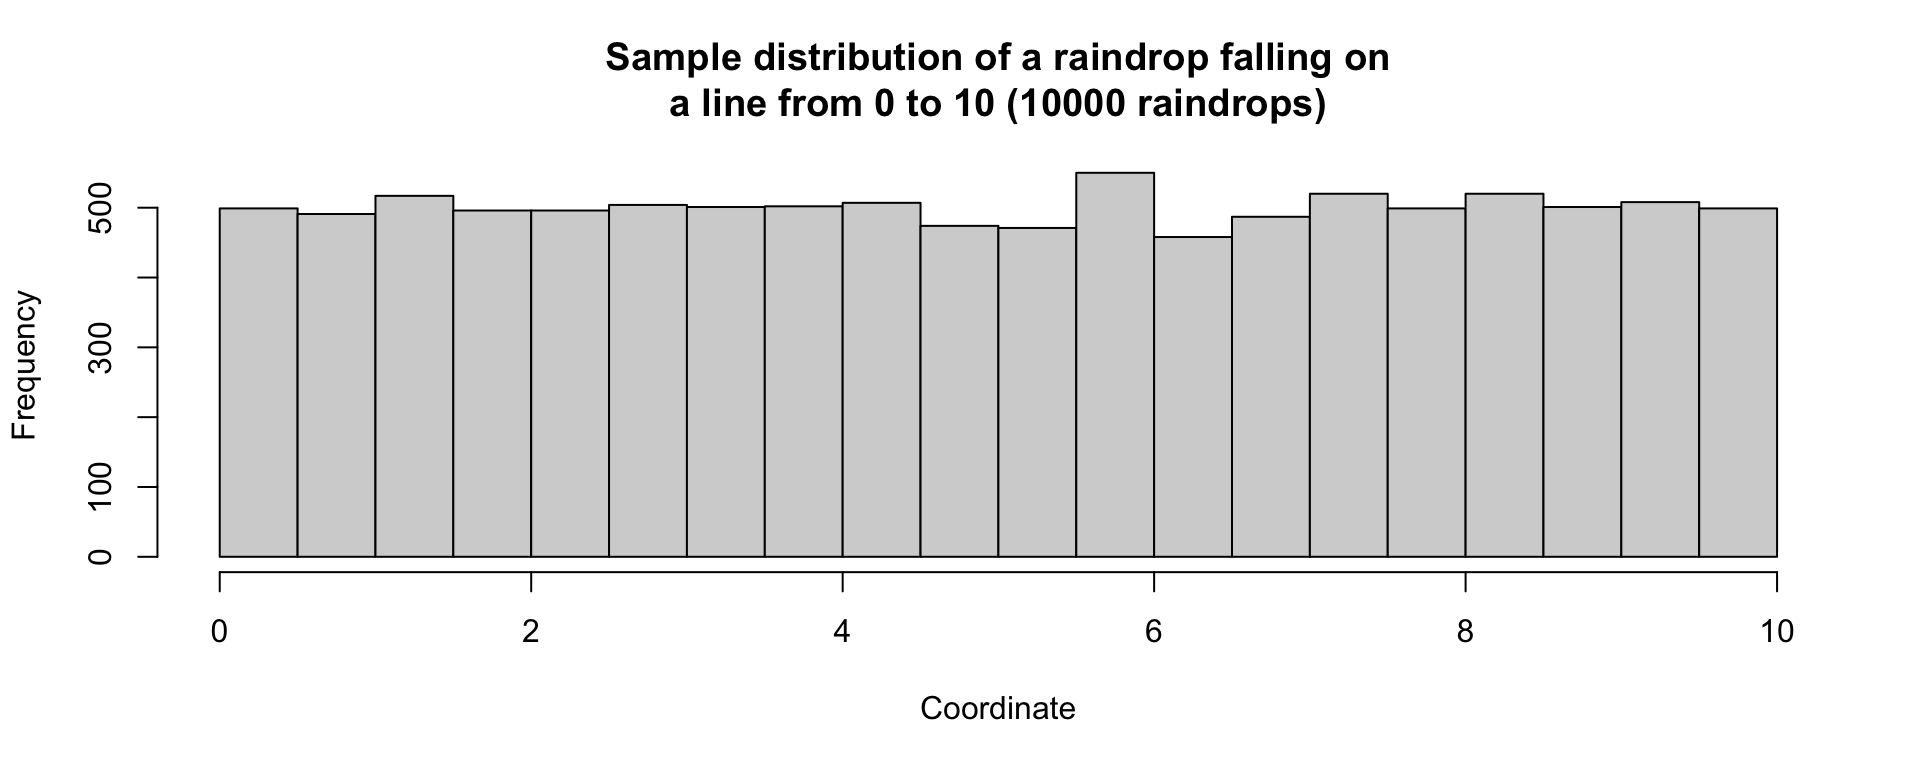 Sample distribution of a raindrop falling on
a line from 0 to 10 (10000 raindrops)
Frequency
500
300
100
0
0 2 4 6 8 10
Coordinate